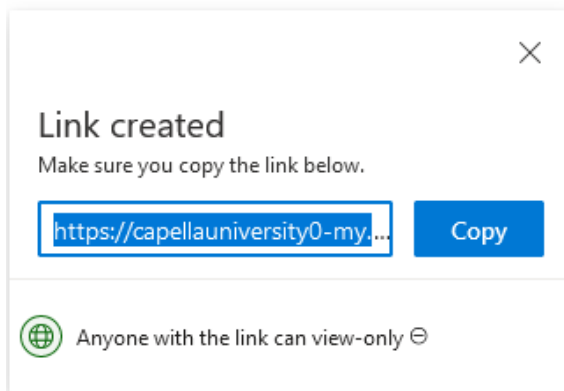 Link created
Make sure you copy the link below.
https://capellauniversity0-my....
Copy
Anyone with the link can view-only